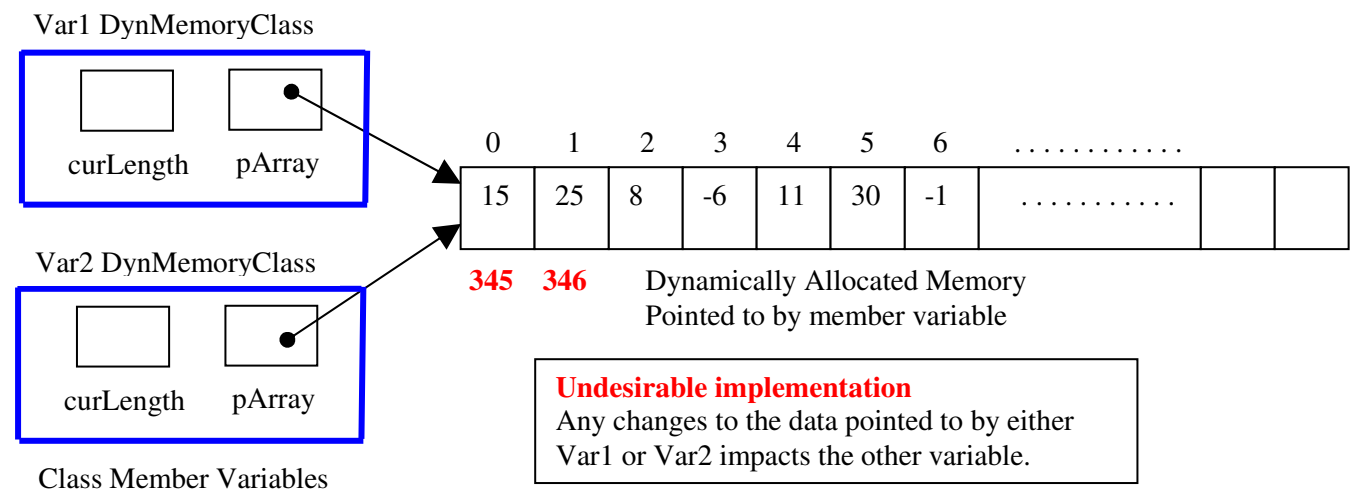 Var1 DynMemoryClass
curLength pArray
0 1 2 3 4 5 6 . . . . . . . . . . . .
15 25 8 -6 11 30 -1 . . . . . . . . . . .
Var2 DynMemoryClass
345 346 Dynamically Allocated Memory
Pointed to by member variable
curLength pArray
Undesirable implementation
Any changes to the data pointed to by either
Var1 or Var2 impacts the other variable.
Class Member Variables